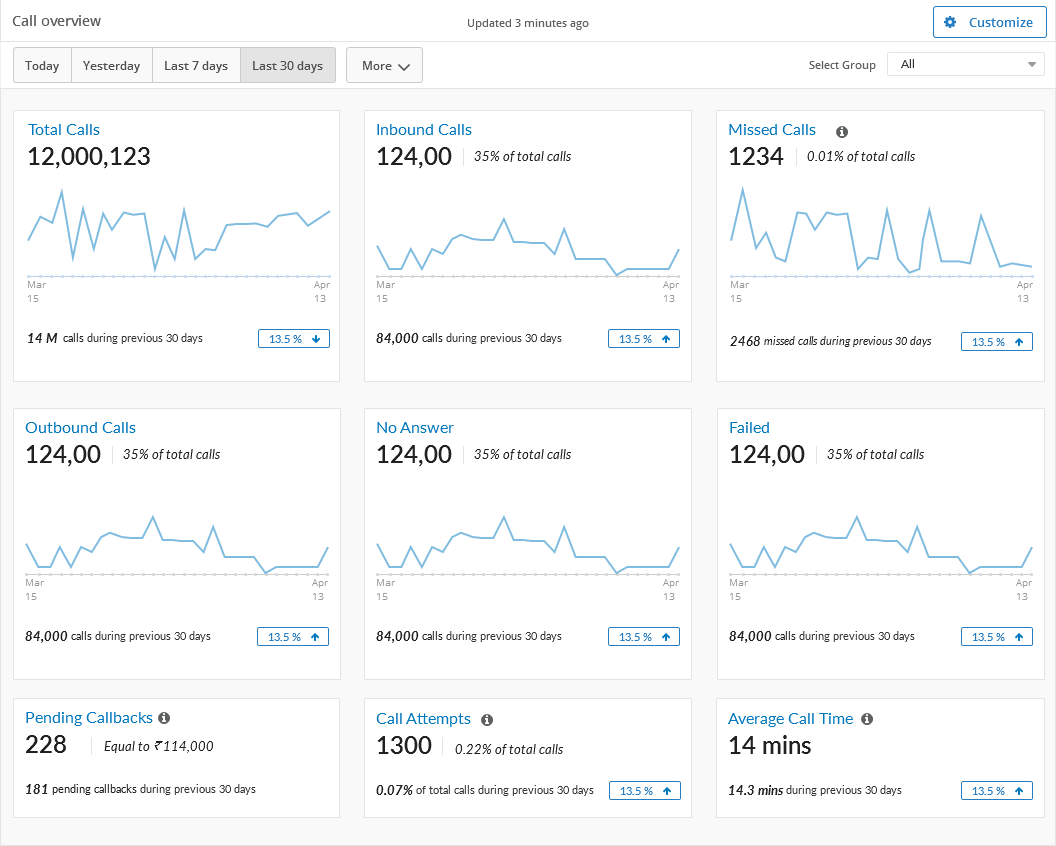 Call overview
Updated 3 minutes ago
Customize
Today
Yesterday
Last 7 days
Last 30 days
More
Select Group
All
Total Calls
12,000,123
Mar
15
Apr
13
14 M calls during previous 30 days
13.5 %
Inbound Calls
124,00
35% of total calls
Mar
15
Apr
13
84,000 calls during previous 30 days
13.5 %
Missed Calls
1234
0.01% of total calls
Mar
15
Apr
13
2468 missed calls during previous 30 days
13.5 %
Outbound Calls
124,00
35% of total calls
Mar
15
Apr
13
84,000 calls during previous 30 days
13.5 %
No Answer
124,00
35% of total calls
Mar
15
Apr
13
84,000 calls during previous 30 days
13.5 %
Failed
124,00
35% of total calls
Mar
15
Apr
13
84,000 calls during previous 30 days
13.5 %
Pending Callbacks
228
Equal to ₹114,000
181 pending callbacks during previous 30 days
Call Attempts
1300
0.22% of total calls
0.07% of total calls during previous 30 days
13.5 %
Average Call Time
14 mins
14.3 mins during previous 30 days
13.5 %